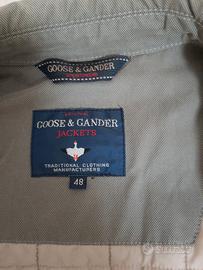 GOOSE & GANDER
GOOSE & GANDER
JACKETS
TRADITIONAL CLOTHING
MANUFACTURERS
48